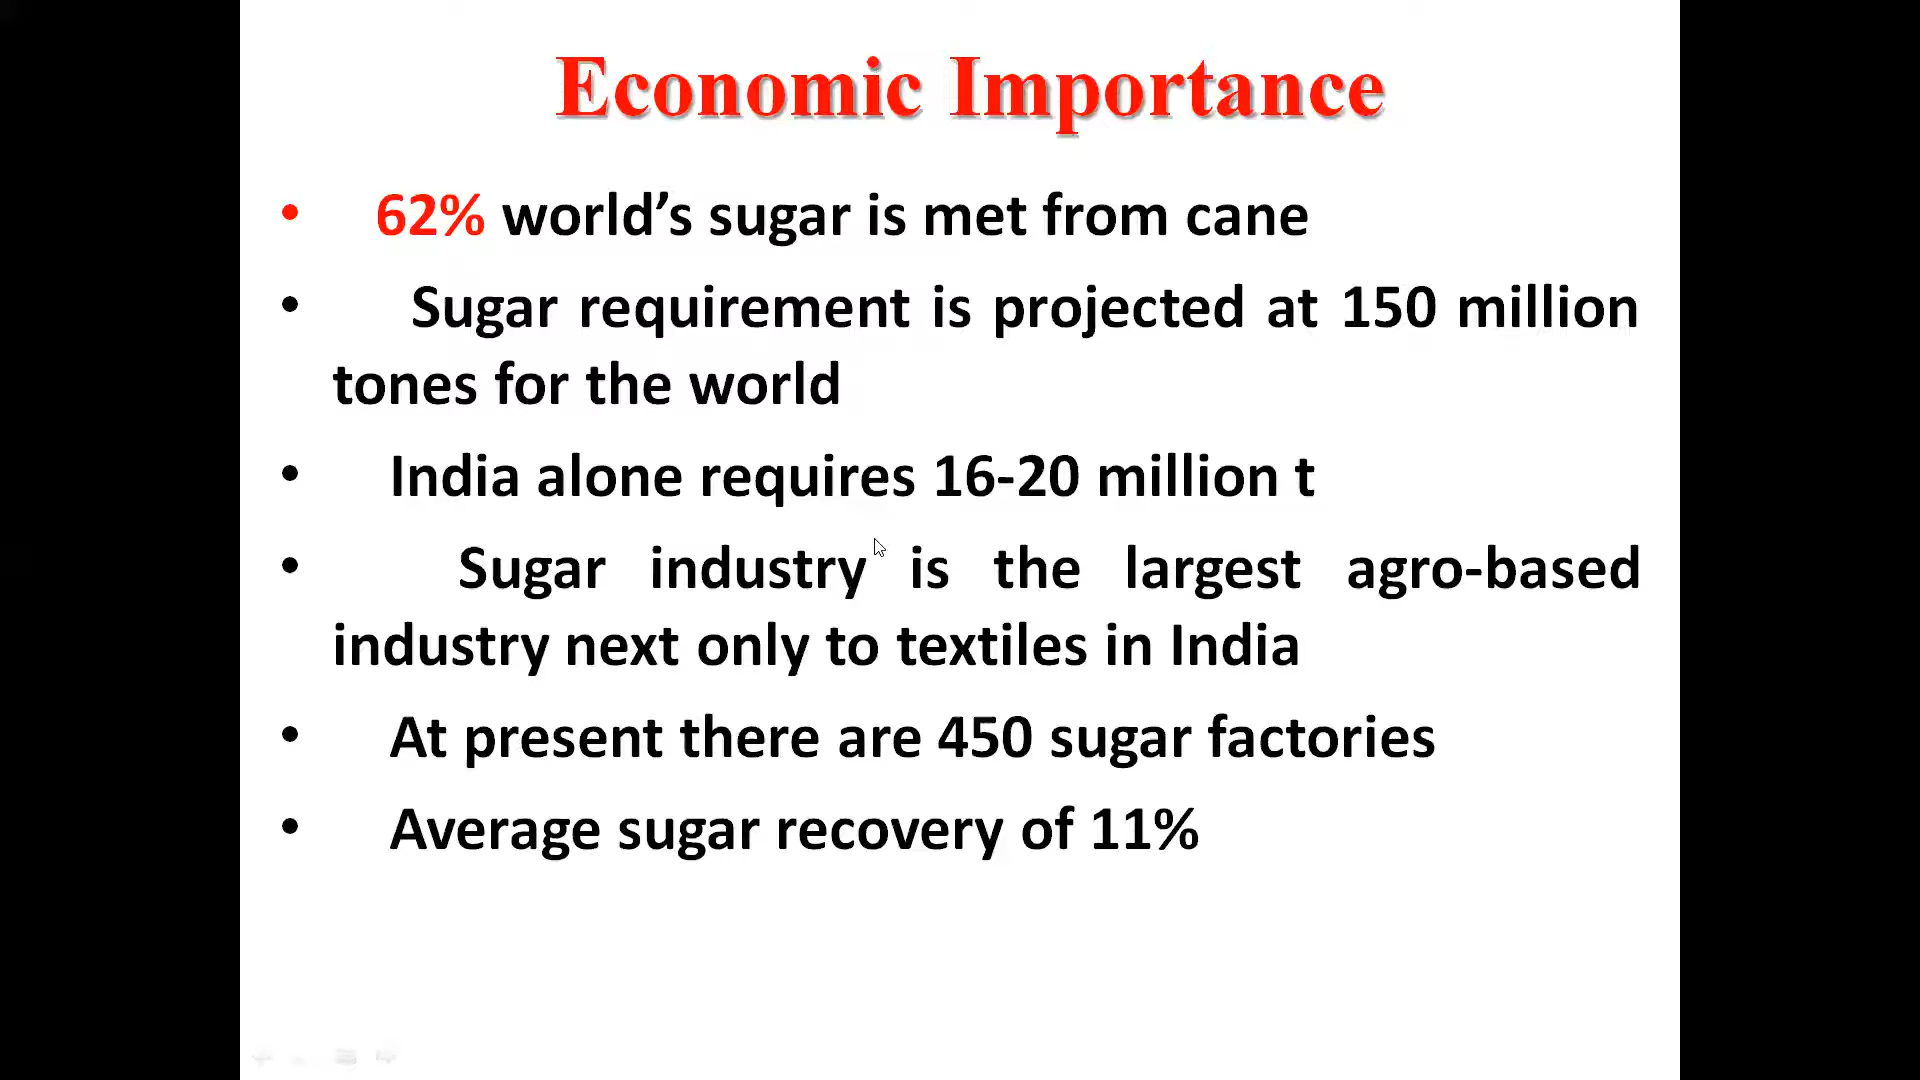 Economic Importance
• 62% world’s sugar is met from cane
• Sugar requirement is projected at 150 million
tones for the world
• India alone requires 16-20 million t
• Sugar industry is the largest agro-based
industry next only to textiles in India
• At present there are 450 sugar factories
• Average sugar recovery of 11%